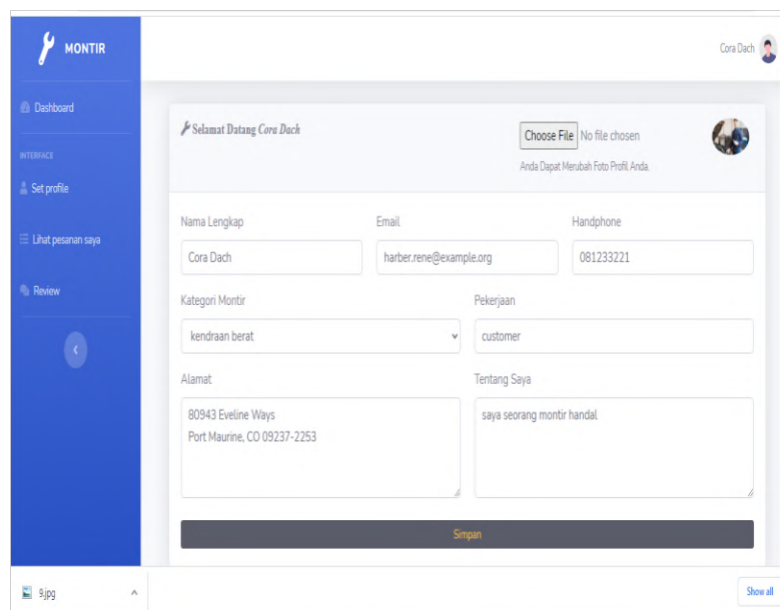 MONTIR
Cora Dach
Dashboard
INTERFACE
Set profile
Lihat pesanan saya
Review
Selamat Datang Cora Dach
Choose File No file chosen
Anda Dapat Merubah Foto Profil Anda.
Nama Lengkap Email Handphone
Cora Dach harber.rene@example.org 081233221
Kategori Montir Pekerjaan
kendraan berat customer
Alamat Tentang Saya
80943 Eveline Ways saya seorang montir handal
Port Maurine, CO 09237-2253
Simpan
9.jpg Show all